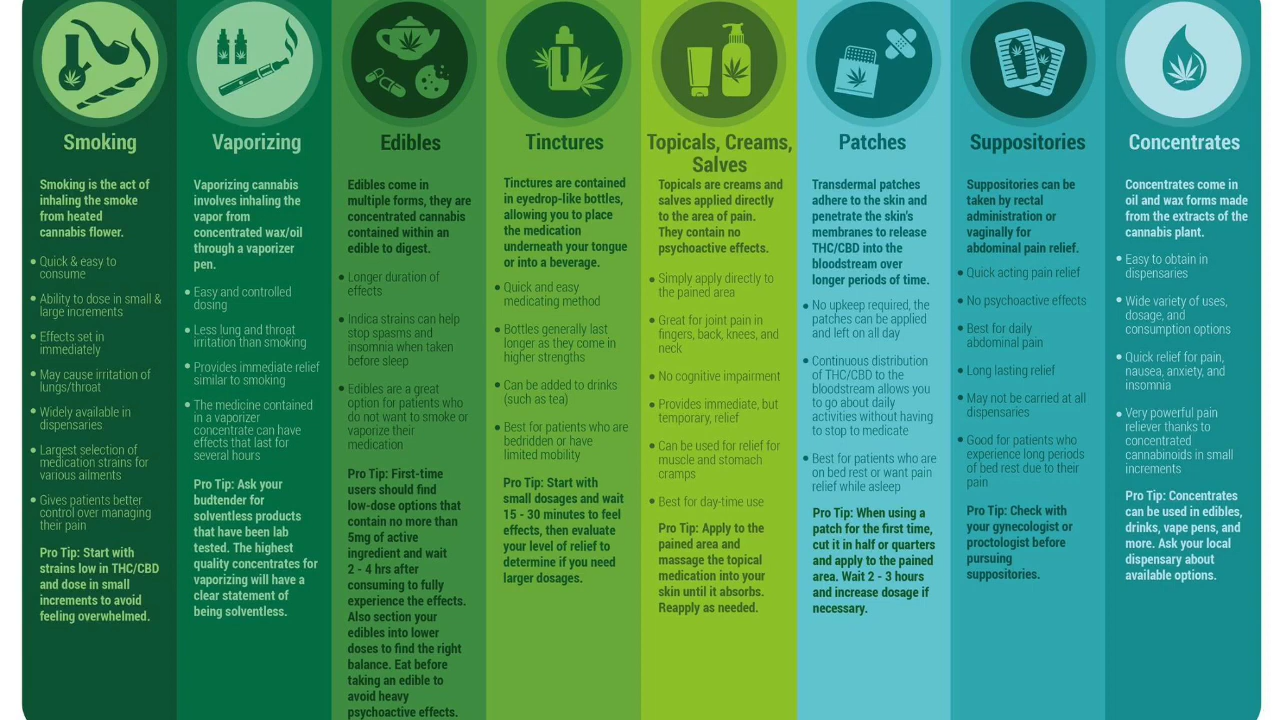 Smoking
Smoking is the act of
inhaling the smoke
from heated
cannabis flower.
Quick & easy to
consume
Ability to dose in small &
large increments
Effects set in
immediately
May cause irritation of
lungs/throat
Widely available in
dispensaries
Largest selection of
medication strains for
various ailments
Gives patients better
control over managing
their pain
Pro Tip: Start with
strains low in THC/CBD
and dose in small
increments to avoid
feeling overwhelmed.
Vaporizing
Vaporizing cannabis
involves inhaling the
vapor from
concentrated wax/oil
through a vaporizer
pen.
Easy and controlled
dosing
Less lung and throat
irritation than smoking
Provides immediate relief
similar to smoking
The medicine contained
in a vaporizer
concentrate can have
effects that last for
several hours
Pro Tip: Ask your
budtender for
solventless products
that have been lab
tested. The highest
quality concentrates for
vaporizing will have a
clear statement of
being solventless.
Edibles
Edibles come in
multiple forms, they are
concentrated cannabis
contained within an
edible to digest.
Longer duration of
effects
Indica strains can help
stop spasms and
insomnia when taken
before sleep
Edibles are a great
option for patients who
do not want to smoke or
vaporize their
medication
Pro Tip: First-time
users should find
low-dose options that
contain no more than
5mg of active
ingredient and wait
2 - 4 hrs after
consuming to fully
experience the effects.
Also section your
edibles into lower
doses to find the right
balance. Eat before
taking an edible to
avoid heavy
psychoactive effects.
Tinctures
Tinctures are contained
in eyedrop-like bottles,
allowing you to place
the medication
underneath your tongue
or into a beverage.
Quick and easy
medicating method
Bottles generally last
longer as they come in
higher strengths
Can be added to drinks
(such as tea)
Best for patients who are
bedridden or have
limited mobility
Pro Tip: Start with
small dosages and wait
15 - 30 minutes to feel
effects, then evaluate
your level of relief to
determine if you need
larger dosages.
Topicals, Creams,
Salves
Topicals are creams and
salves applied directly
to the area of pain.
They contain no
psychoactive effects.
Simply apply directly to
the pained area
Great for joint pain in
fingers, back, knees, and
neck
No cognitive impairment
Provides immediate, but
temporary, relief
Can be used for relief for
muscle and stomach
cramps
Best for day-time use
Pro Tip: Apply to the
pained area and
massage the topical
medication into your
skin until it absorbs.
Reapply as needed.
Patches
Transdermal patches
adhere to the skin and
penetrate the skin's
membranes to release
THC/CBD into the
bloodstream over
longer periods of time.
No upkeep required, the
patches can be applied
and left on all day
Continuous distribution
of THC/CBD to the
bloodstream allows you
to go about daily
activities without having
to stop to medicate
Best for patients who are
on bed rest or want pain
relief while asleep
Pro Tip: When using a
patch for the first time,
cut it in half or quarters
and apply to the pained
area. Wait 2 - 3 hours
and increase dosage if
necessary.
Suppositories
Suppositories can be
taken by rectal
administration or
vaginally for
abdominal pain relief.
Quick acting pain relief
No psychoactive effects
Best for daily
abdominal pain
Long lasting relief
May not be carried at all
dispensaries
Good for patients who
experience long periods
of bed rest due to their
pain
Pro Tip: Check with
your gynecologist or
proctologist before
pursuing
suppositories.
Concentrates
Concentrates come in
oil and wax forms made
from the extracts of the
cannabis plant.
Easy to obtain in
dispensaries
Wide variety of uses,
dosage, and
consumption options
Quick relief for pain,
nausea, anxiety, and
insomnia
Very powerful pain
reliever thanks to
concentrated
cannabinoids in small
increments
Pro Tip: Concentrates
can be used in edibles,
drinks, vape pens, and
more. Ask your local
dispensary about
available options.